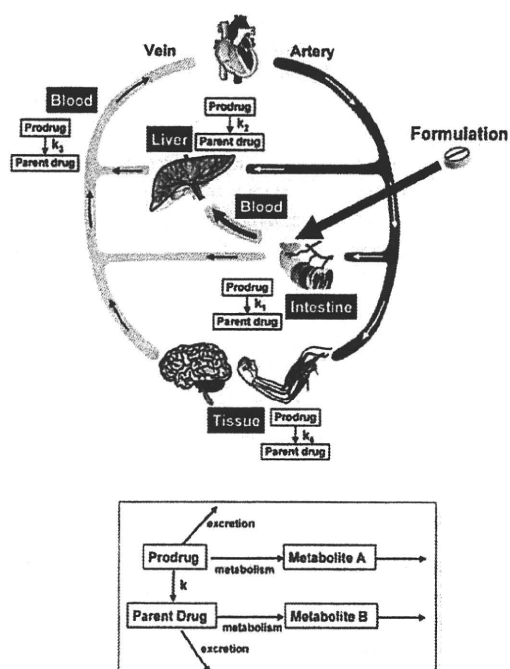 Vein
Artery
Blood
Prodrug
k3
Parent drug
Prodrug
k2
Parent drug
Liver
Formulation
Blood
Prodrug
k1
Parent drug
Intestine
Tissue
Prodrug
k4
Parent drug
excretion
Prodrug
metabolism
Metabolite A
k
Parent Drug
metabolism
Metabolite B
excretion